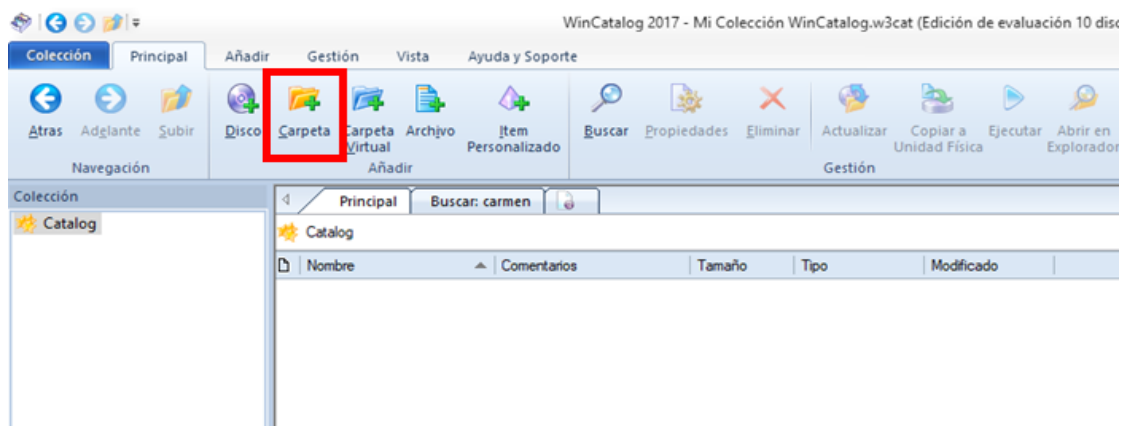 WinCatalog 2017 - Mi Colección WinCatalog.w3cat (Edición de evaluación 10 disc
Colección Principal Añadir Gestión Vista Ayuda y Soporte
Atras Adelante Subir Disco Carpeta Carpeta Archivo Item Buscar Propiedades Eliminar Actualizar Copiar a Ejecutar Abrir en
Virtual Personalizado Unidad Física Explorador
Navegación Añadir Gestión
Colección Principal Buscar: carmen
Catalog Catalog
Nombre Comentarios Tamaño Tipo Modificado